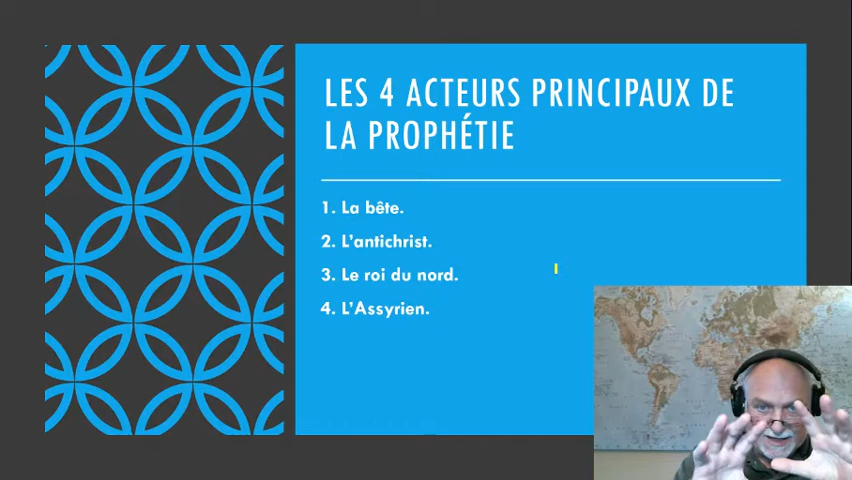 LES 4 ACTEURS PRINCIPAUX DE
LA PROPHÉTIE
1. La bête.
2. L'antichrist.
3. Le roi du nord.
4. L'Assyrien.